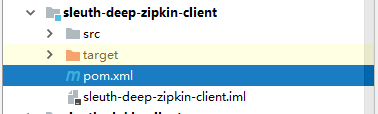 sleuth-deep-zipkin-client
src
target
pom.xml
sleuth-deep-zipkin-client.iml